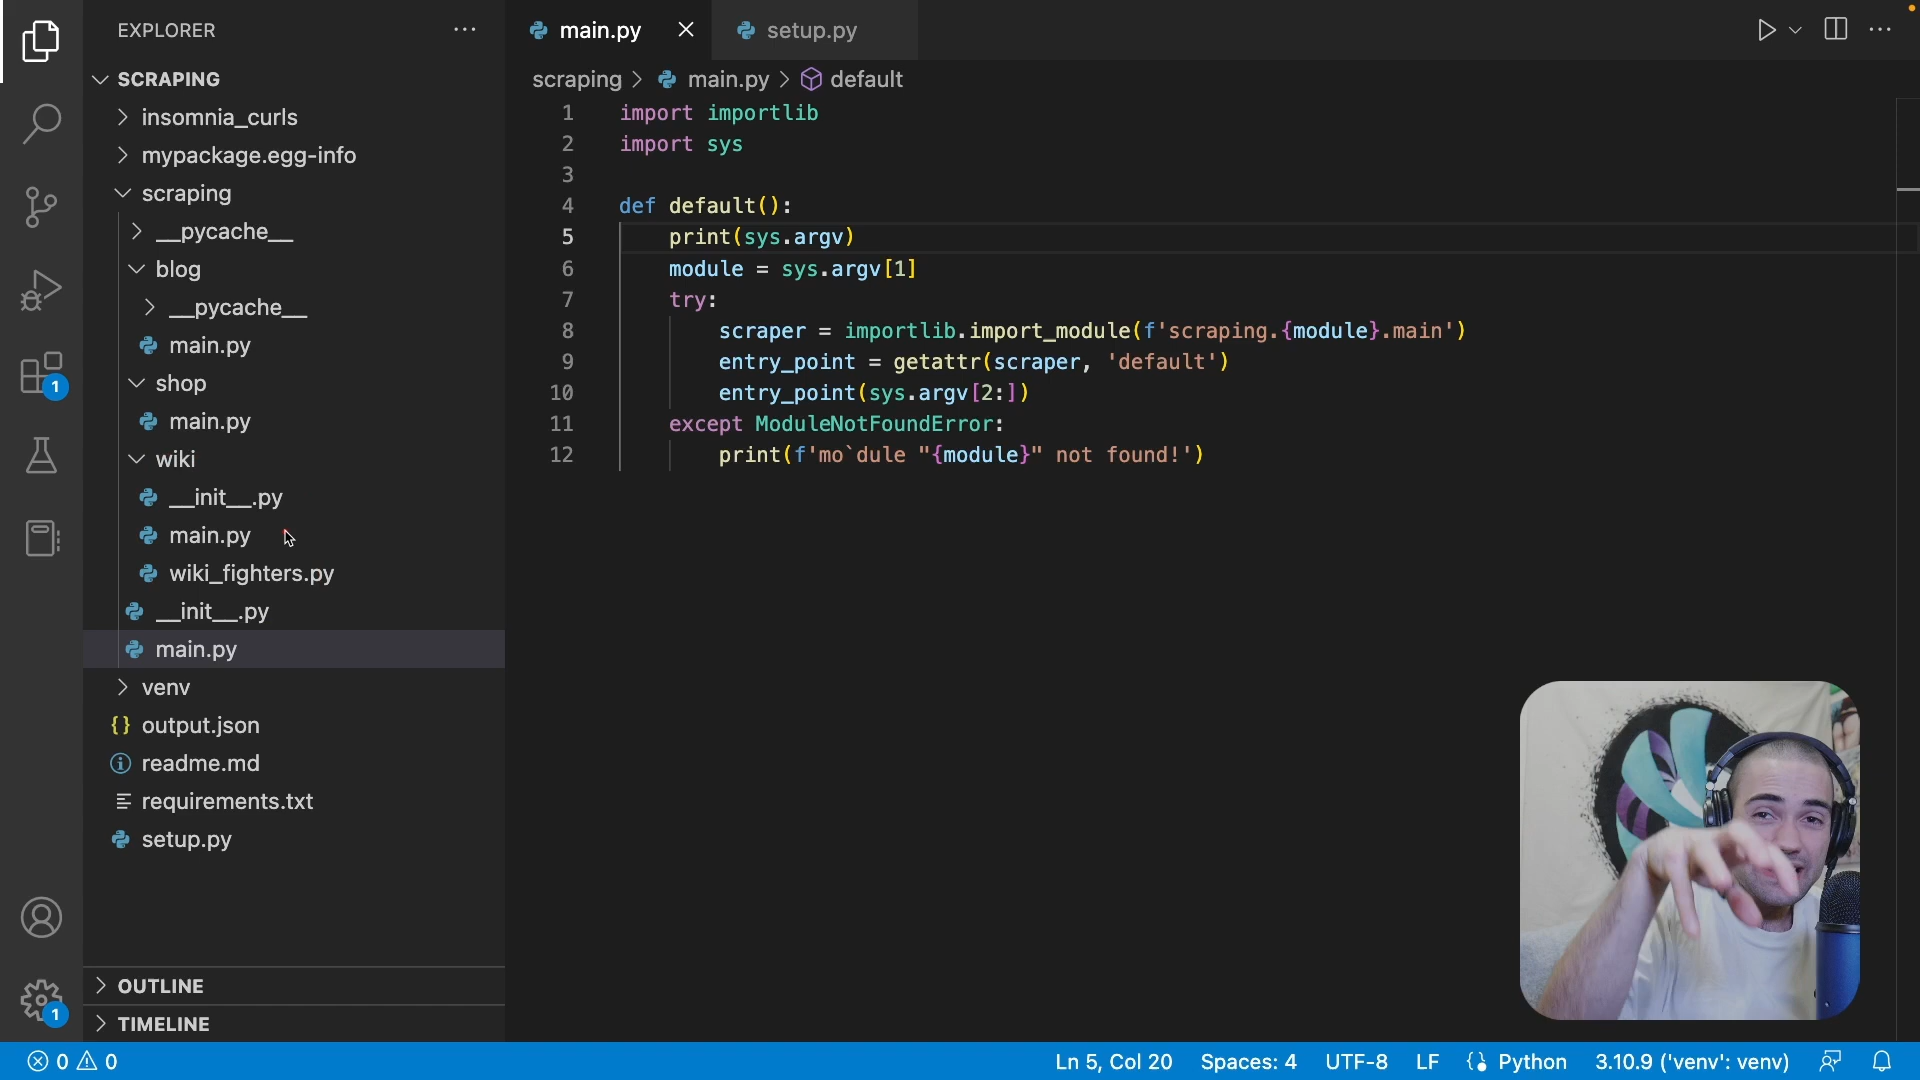 EXPLORER
SCRAPING
insomnia_curls
mypackage.egg-info
scraping
__pycache__
blog
__pycache__
main.py
shop
main.py
wiki
__init__.py
main.py
wiki_fighters.py
__init__.py
main.py
venv
output.json
readme.md
requirements.txt
setup.py
OUTLINE
TIMELINE
1
1
main.py
setup.py
scraping > main.py > default
1 import importlib
2 import sys
3
4 def default():
5 print(sys.argv)
6 module = sys.argv[1]
7 try:
8 scraper = importlib.import_module(f'scraping.{module}.main')
9 entry_point = getattr(scraper, 'default')
10 entry_point(sys.argv[2:])
11 except ModuleNotFoundError:
12 print(f'mo`dule "{module}" not found!')
0 0 Ln 5, Col 20 Spaces: 4 UTF-8 LF Python 3.10.9 ('venv': venv)